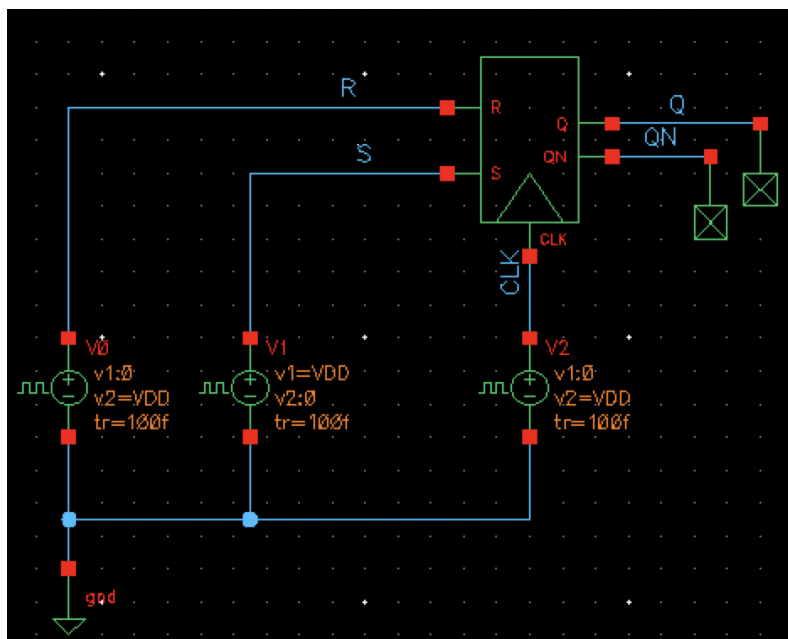 R
S
R
S
Q
QN
CLK
Q
QN
CLK
V0
v1:0
v2=VDD
tr=100f
V1
v1=VDD
v2:0
tr=100f
V2
v1:0
v2=VDD
tr=100f
gnd